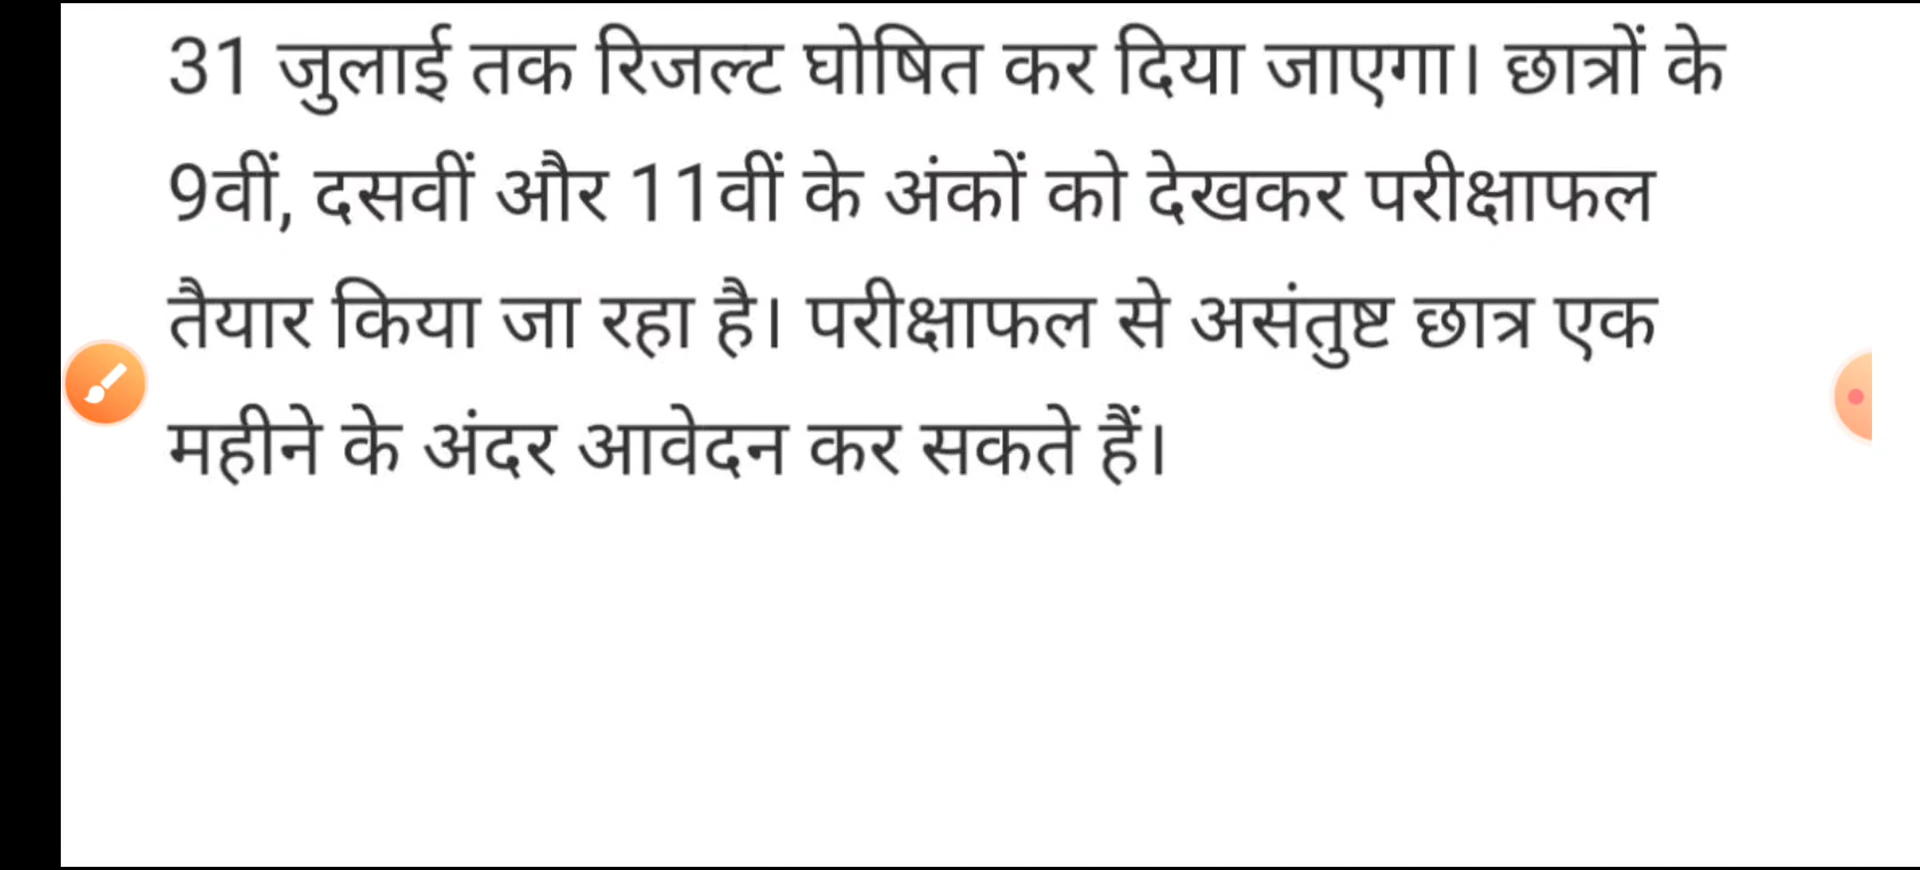 31 जुलाई तक रिजल्ट घोषित कर दिया जाएगा। छात्रों के
9वीं, दसवीं और 11वीं के अंकों को देखकर परीक्षाफल
तैयार किया जा रहा है। परीक्षाफल से असंतुष्ट छात्र एक
महीने के अंदर आवेदन कर सकते हैं।